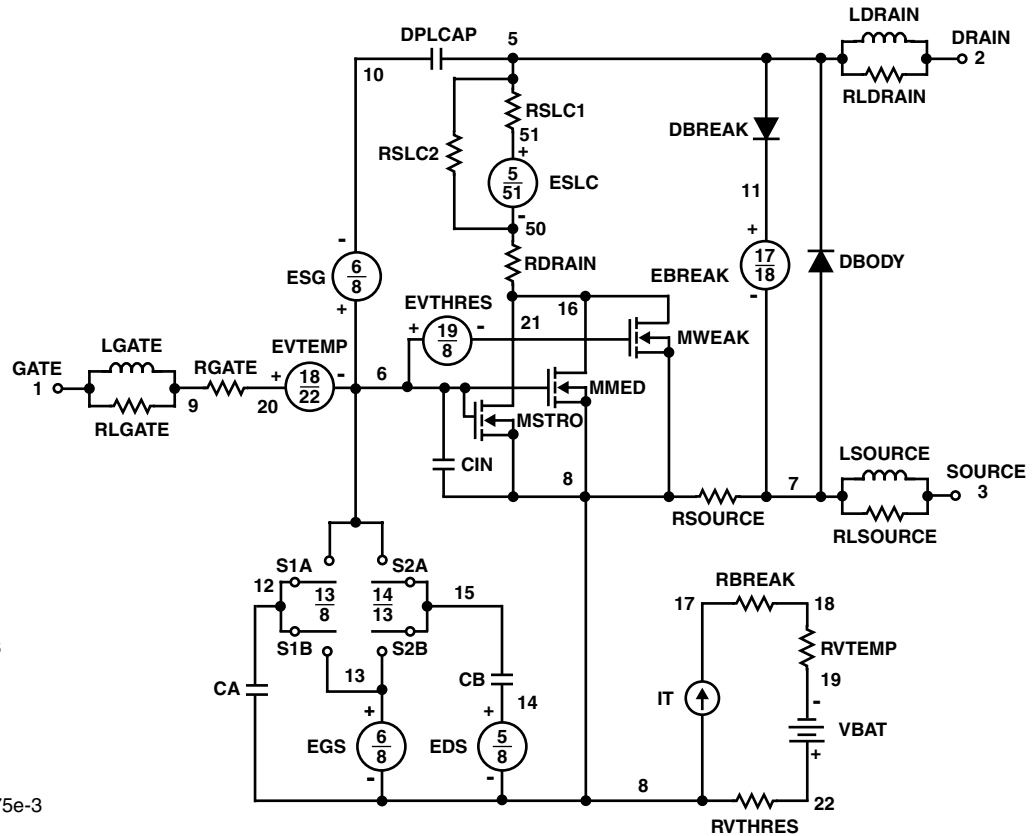 LDRAIN
DPLCAP 5 DRAIN
10 2
RLDRAIN
RSLC1
51
DBREAK
RSLC2
+
5
51
ESLC
11
-
50
-
+
RDRAIN
17
18
EBREAK
DBODY
ESG
6
8
-
+
EVTHRES
16
21
+
19
8
-
MWEAK
LGATE
EVTEMP
GATE
1
RGATE
+
18
22
-
6
MMED
9
20
MSTRO
RLGATE
CIN
8
7
LSOURCE
SOURCE
3
RSOURCE
RLSOURCE
S1A S2A
12
13
8
14
13
15
RBREAK
17 18
S1B S2B
RVTEMP
13
CB
19
CA
14
IT
-
VBAT
+ +
EGS
6
8
EDS
5
8
+
- -
8
22
75e-3
RVTHRES